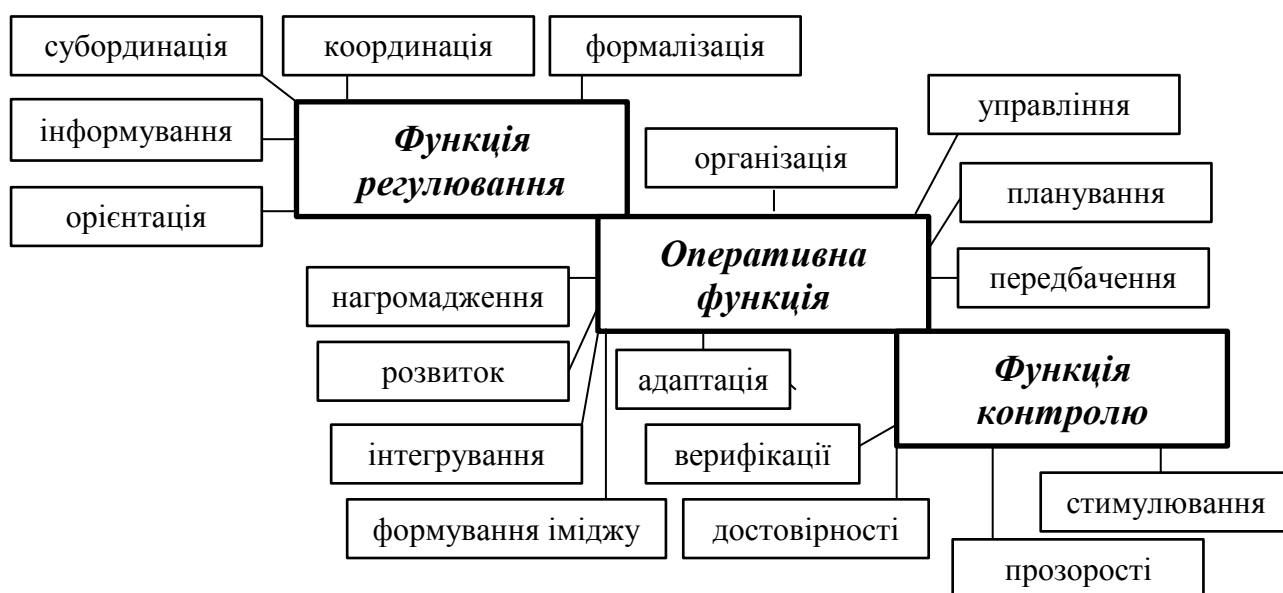 субординація
координація
формалізація
управління
інформування
Функція
регулювання
організація
планування
орієнтація
Оперативна
функція
передбачення
нагромадження
розвиток
адаптація
Функція
контролю
інтегрування
верифікації
стимулювання
формування іміджу
достовірності
прозорості